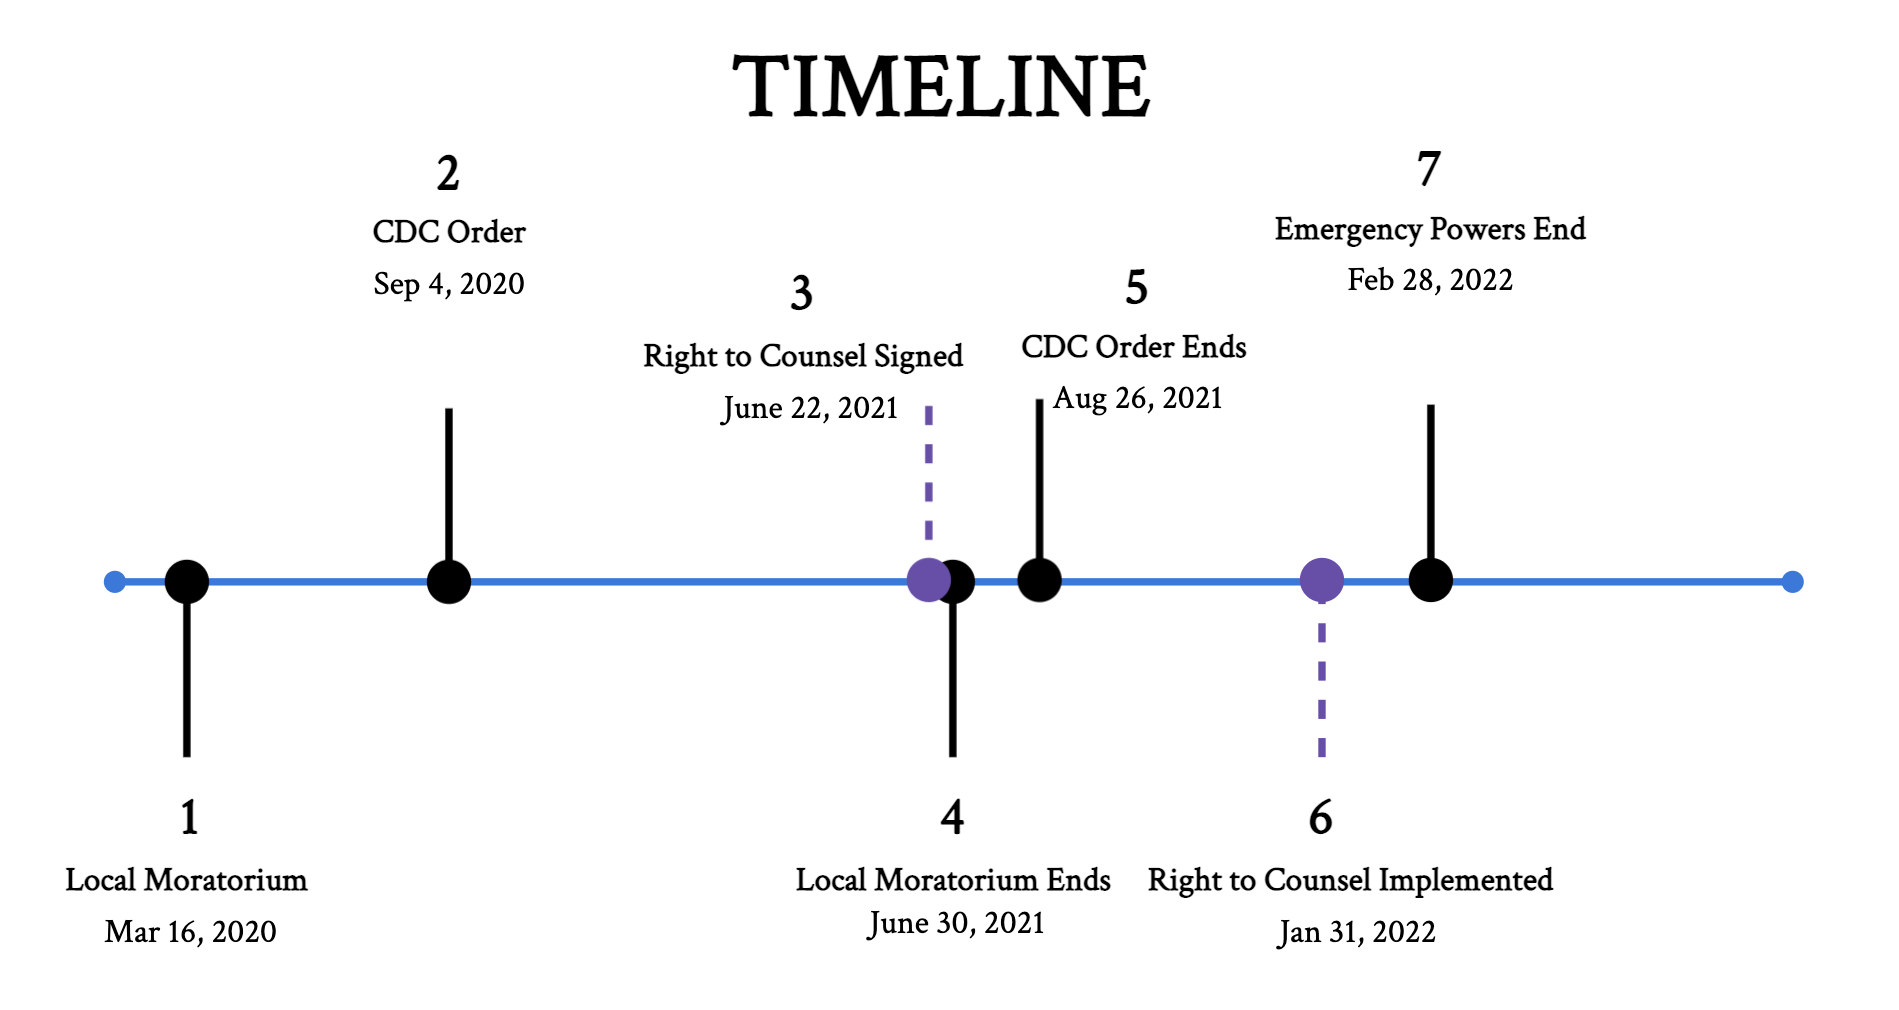 TIMELINE
2
CDC Order
Sep 4, 2020
3
Right to Counsel Signed
June 22, 2021
5
CDC Order Ends
Aug 26, 2021
7
Emergency Powers End
Feb 28, 2022
1
Local Moratorium
Mar 16, 2020
4
Local Moratorium Ends
June 30, 2021
6
Right to Counsel Implemented
Jan 31, 2022